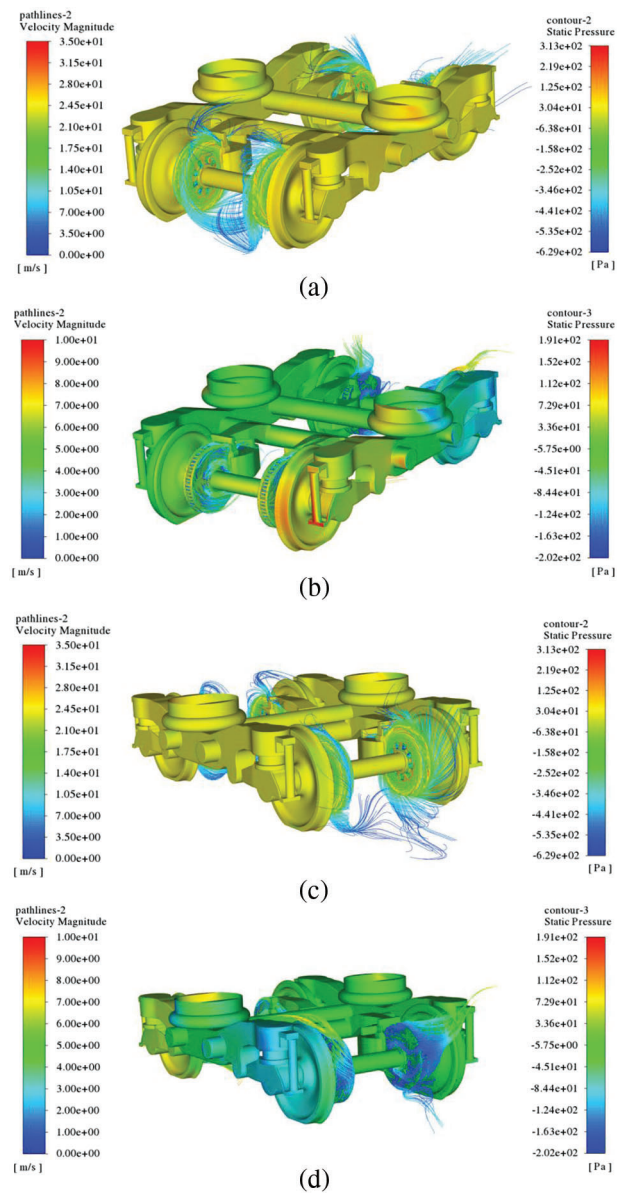 pathlines-2
Velocity Magnitude
3.50e+01
3.15e+01
2.80e+01
2.45e+01
2.10e+01
1.75e+01
1.40e+01
1.05e+01
7.00e+00
3.50e+00
0.00e+00
[ m/s ]
contour-2
Static Pressure
3.13e+02
2.19e+02
1.25e+02
3.04e+01
-6.38e+01
-1.58e+02
-2.52e+02
-3.46e+02
-4.41e+02
-5.35e+02
-6.29e+02
[ Pa ]
(a)
pathlines-2
Velocity Magnitude
1.00e+01
9.00e+00
8.00e+00
7.00e+00
6.00e+00
5.00e+00
4.00e+00
3.00e+00
2.00e+00
1.00e+00
0.00e+00
[ m/s ]
contour-3
Static Pressure
1.91e+02
1.52e+02
1.12e+02
7.29e+01
3.36e+01
-5.75e+00
-4.51e+01
-8.44e+01
-1.24e+02
-1.63e+02
-2.02e+02
[ Pa ]
(b)
pathlines-2
Velocity Magnitude
3.50e+01
3.15e+01
2.80e+01
2.45e+01
2.10e+01
1.75e+01
1.40e+01
1.05e+01
7.00e+00
3.50e+00
0.00e+00
[ m/s ]
contour-2
Static Pressure
3.13e+02
2.19e+02
1.25e+02
3.04e+01
-6.38e+01
-1.58e+02
-2.52e+02
-3.46e+02
-4.41e+02
-5.35e+02
-6.29e+02
[ Pa ]
(c)
pathlines-2
Velocity Magnitude
1.00e+01
9.00e+00
8.00e+00
7.00e+00
6.00e+00
5.00e+00
4.00e+00
3.00e+00
2.00e+00
1.00e+00
0.00e+00
[ m/s ]
contour-3
Static Pressure
1.91e+02
1.52e+02
1.12e+02
7.29e+01
3.36e+01
-5.75e+00
-4.51e+01
-8.44e+01
-1.24e+02
-1.63e+02
-2.02e+02
[ Pa ]
(d)